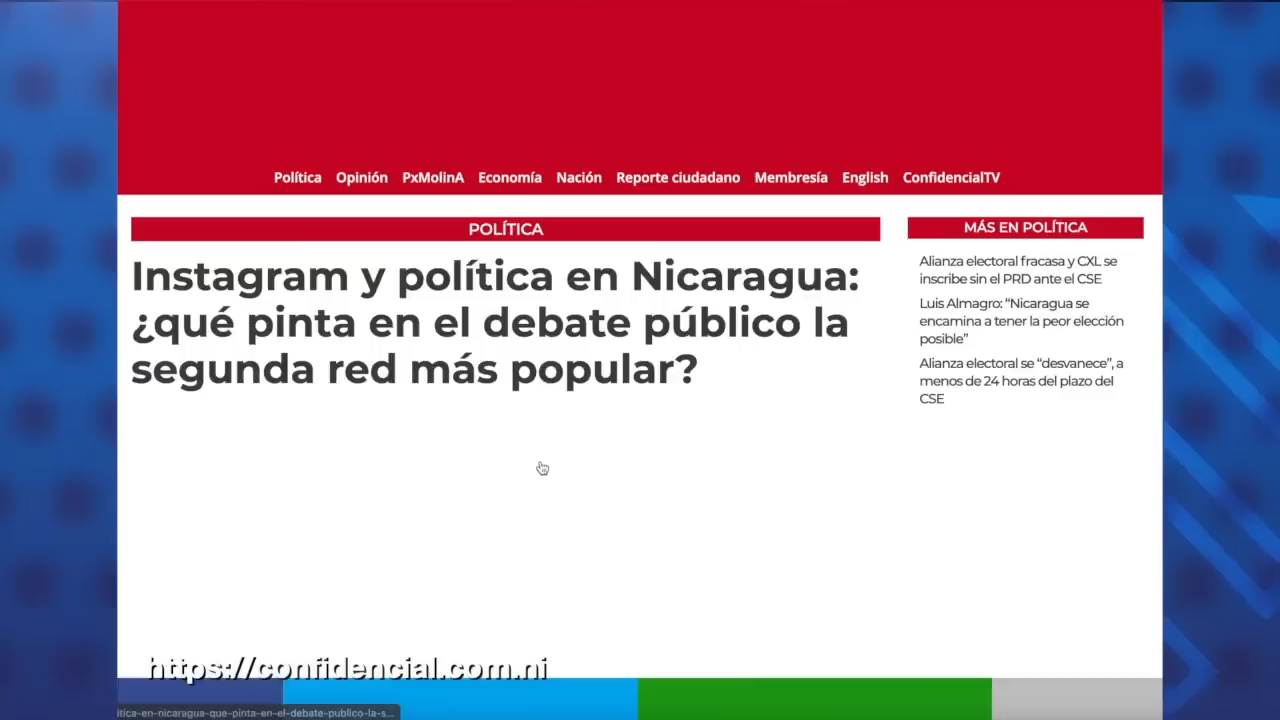 Política Opinión PxMolinA Economía Nación Reporte ciudadano Membresía English ConfidencialTV
POLÍTICA
Instagram y política en Nicaragua:
¿qué pinta en el debate público la
segunda red más popular?
MÁS EN POLÍTICA
Alianza electoral fracasa y CXL se
inscribe sin el PRD ante el CSE
Luis Almagro: “Nicaragua se
encamina a tener la peor elección
posible”
Alianza electoral se “desvanece”, a
menos de 24 horas del plazo del
CSE
https://confidencial.com.ni
itica-en-nicaragua-que-pinta-en-el-debate-publico-la-s...